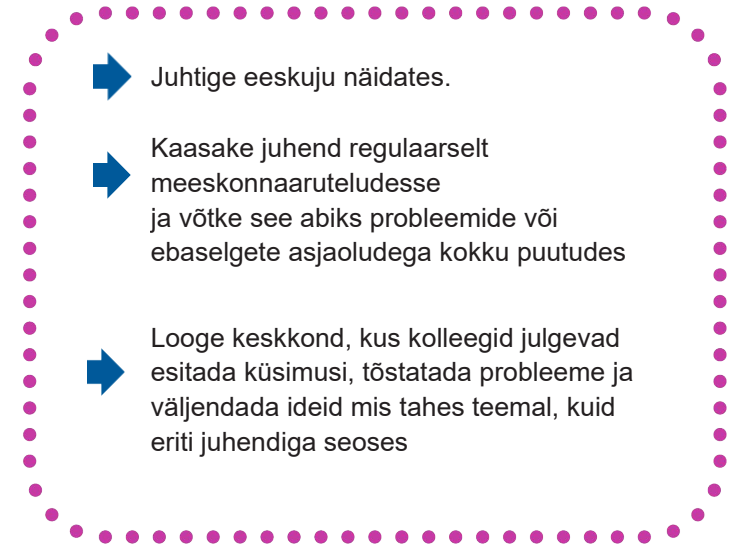 Juhtige eeskuju näidates.
Kaasake juhend regulaarselt
meeskonnaaruteludesse
ja võtke see abiks probleemide või
ebaselgete asjaoludega kokku puutudes
Looge keskkond, kus kolleegid julgevad
esitada küsimusi, tõstatada probleeme ja
väljendada ideid mis tahes teemal, kuid
eriti juhendiga seoses